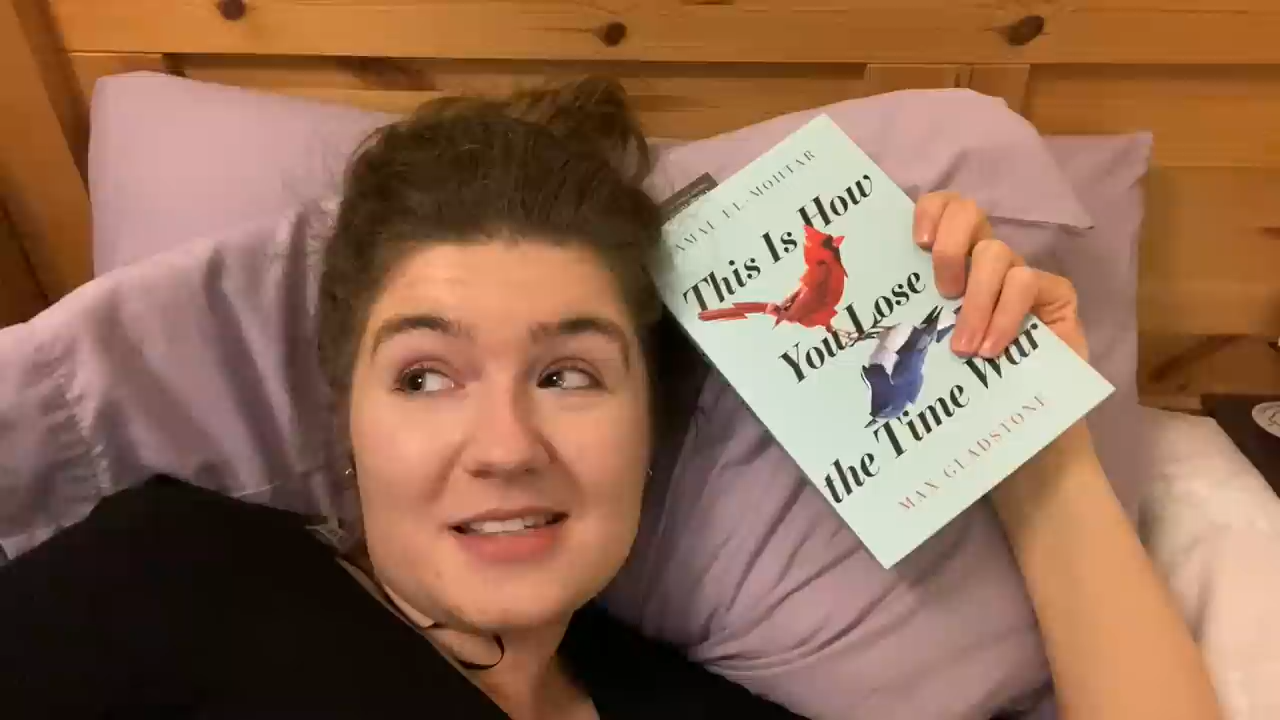 AMAL EL-MOHTAR
This Is How
You Lose
the Time War
MAX GLADSTONE